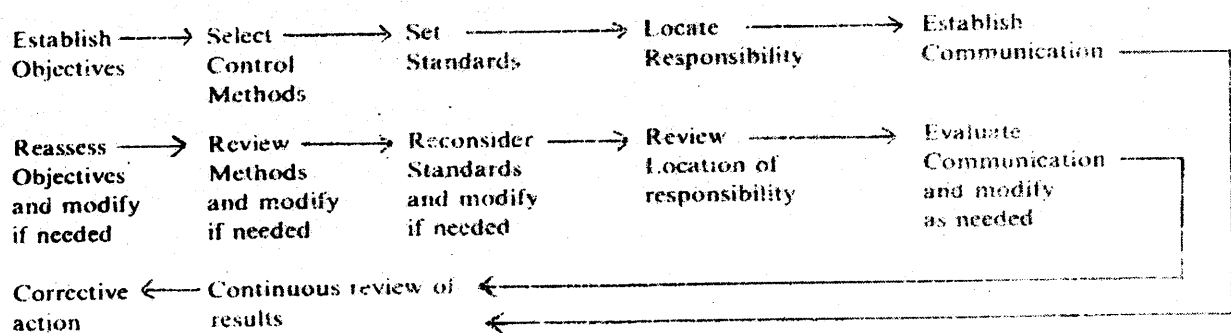 Establish Objectives
Select Control Methods
Set Standards
Locate Responsibility
Establish Communication
Reassess Objectives and modify if needed
Review Methods and modify if needed
Reconsider Standards and modify if needed
Review Location of responsibility
Evaluate Communication and modify as needed
Corrective action
Continuous review of results